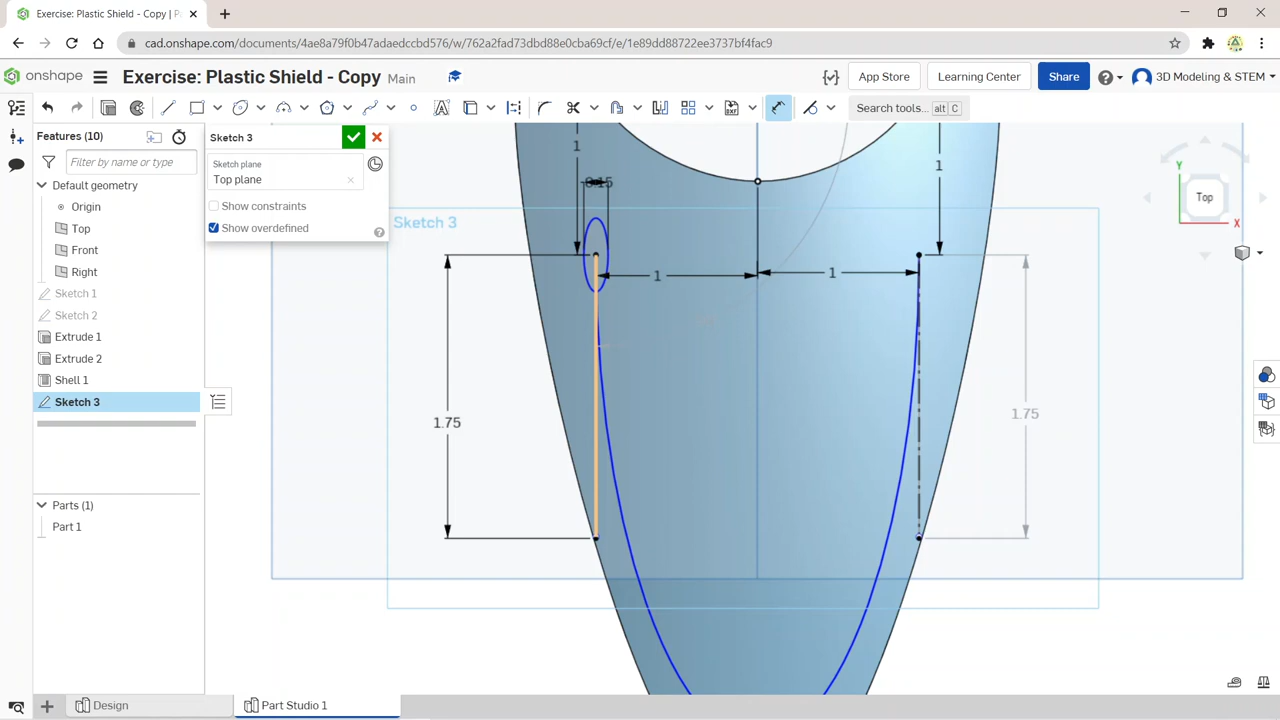 Exercise: Plastic Shield - Copy | P
cad.onshape.com/documents/4ae8a79f0b47adaedccbd576/w/762a2fad73dbd88e0cba69cf/e/1e89dd88722ee3737bf4fac9
onshape
Exercise: Plastic Shield - Copy Main
App Store
Learning Center
Share
3D Modeling & STEM
Search tools... alt C
Features (10)
Filter by name or type
Default geometry
Origin
Top
Front
Right
Sketch 1
Sketch 2
Extrude 1
Extrude 2
Shell 1
Sketch 3
Parts (1)
Part 1
Sketch 3
Sketch plane
Top plane
Show constraints
Show overdefined
Sketch 3
1
1
0.15
1
1
1.75
1.75
Y
Top
X
Design
Part Studio 1